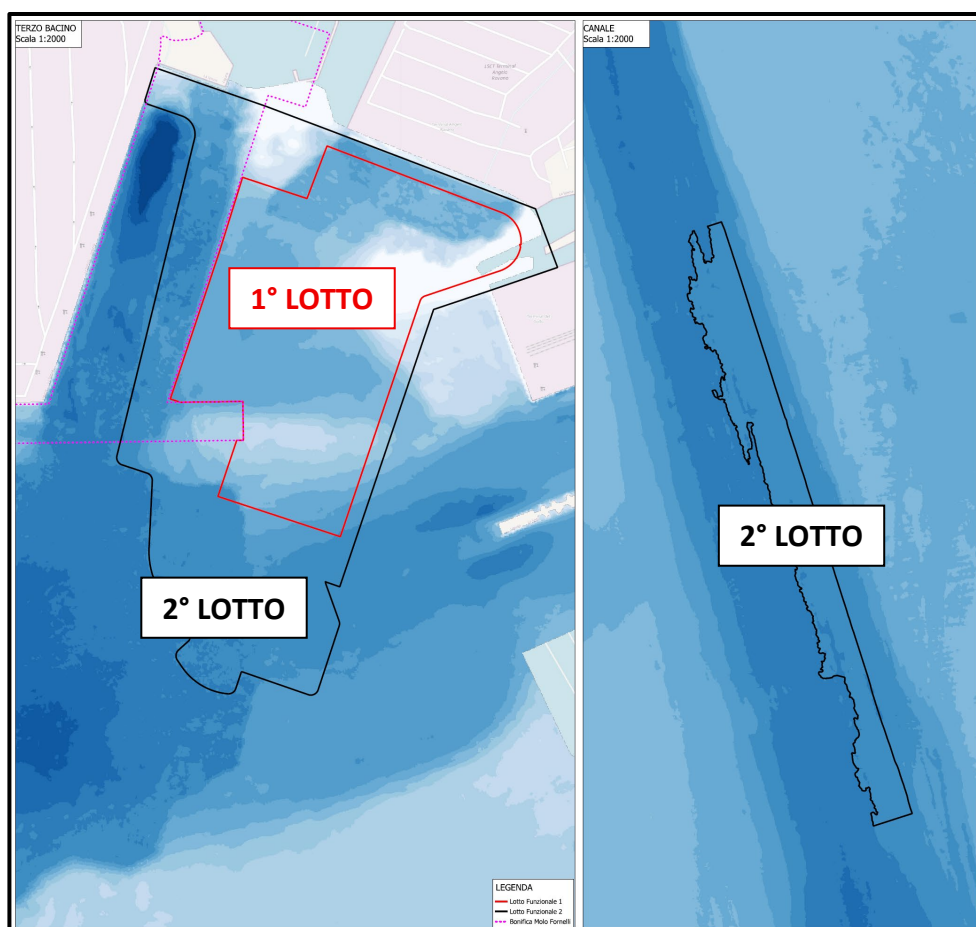 TERZO BACINO
Scala 1:2000
1° LOTTO
2° LOTTO
LEGENDA
Lotto Funzionale 1
Lotto Funzionale 2
Bonifica Molo Fornelli
CANALE
Scala 1:2000
2° LOTTO